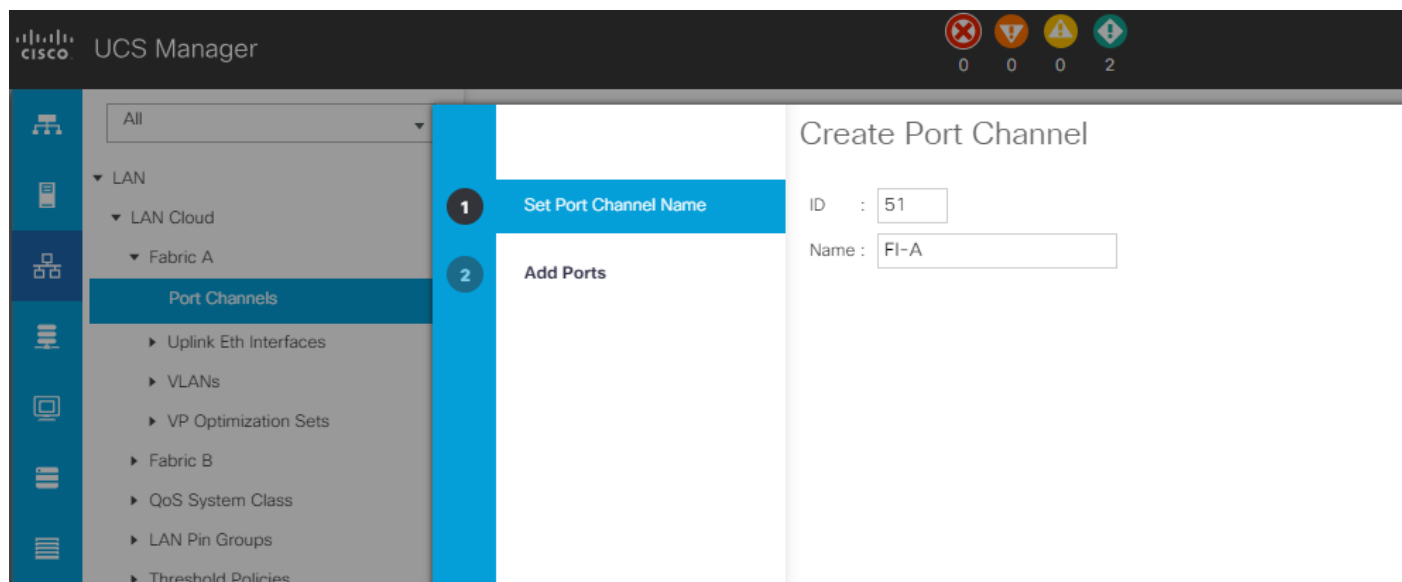 CISCO. UCS Manager
0 0 0 2
All
LAN
LAN Cloud
Fabric A
Port Channels
Uplink Eth Interfaces
VLANs
VP Optimization Sets
Fabric B
QoS System Class
LAN Pin Groups
Threshold Policies
1 Set Port Channel Name
2 Add Ports
Create Port Channel
ID : 51
Name : FI-A